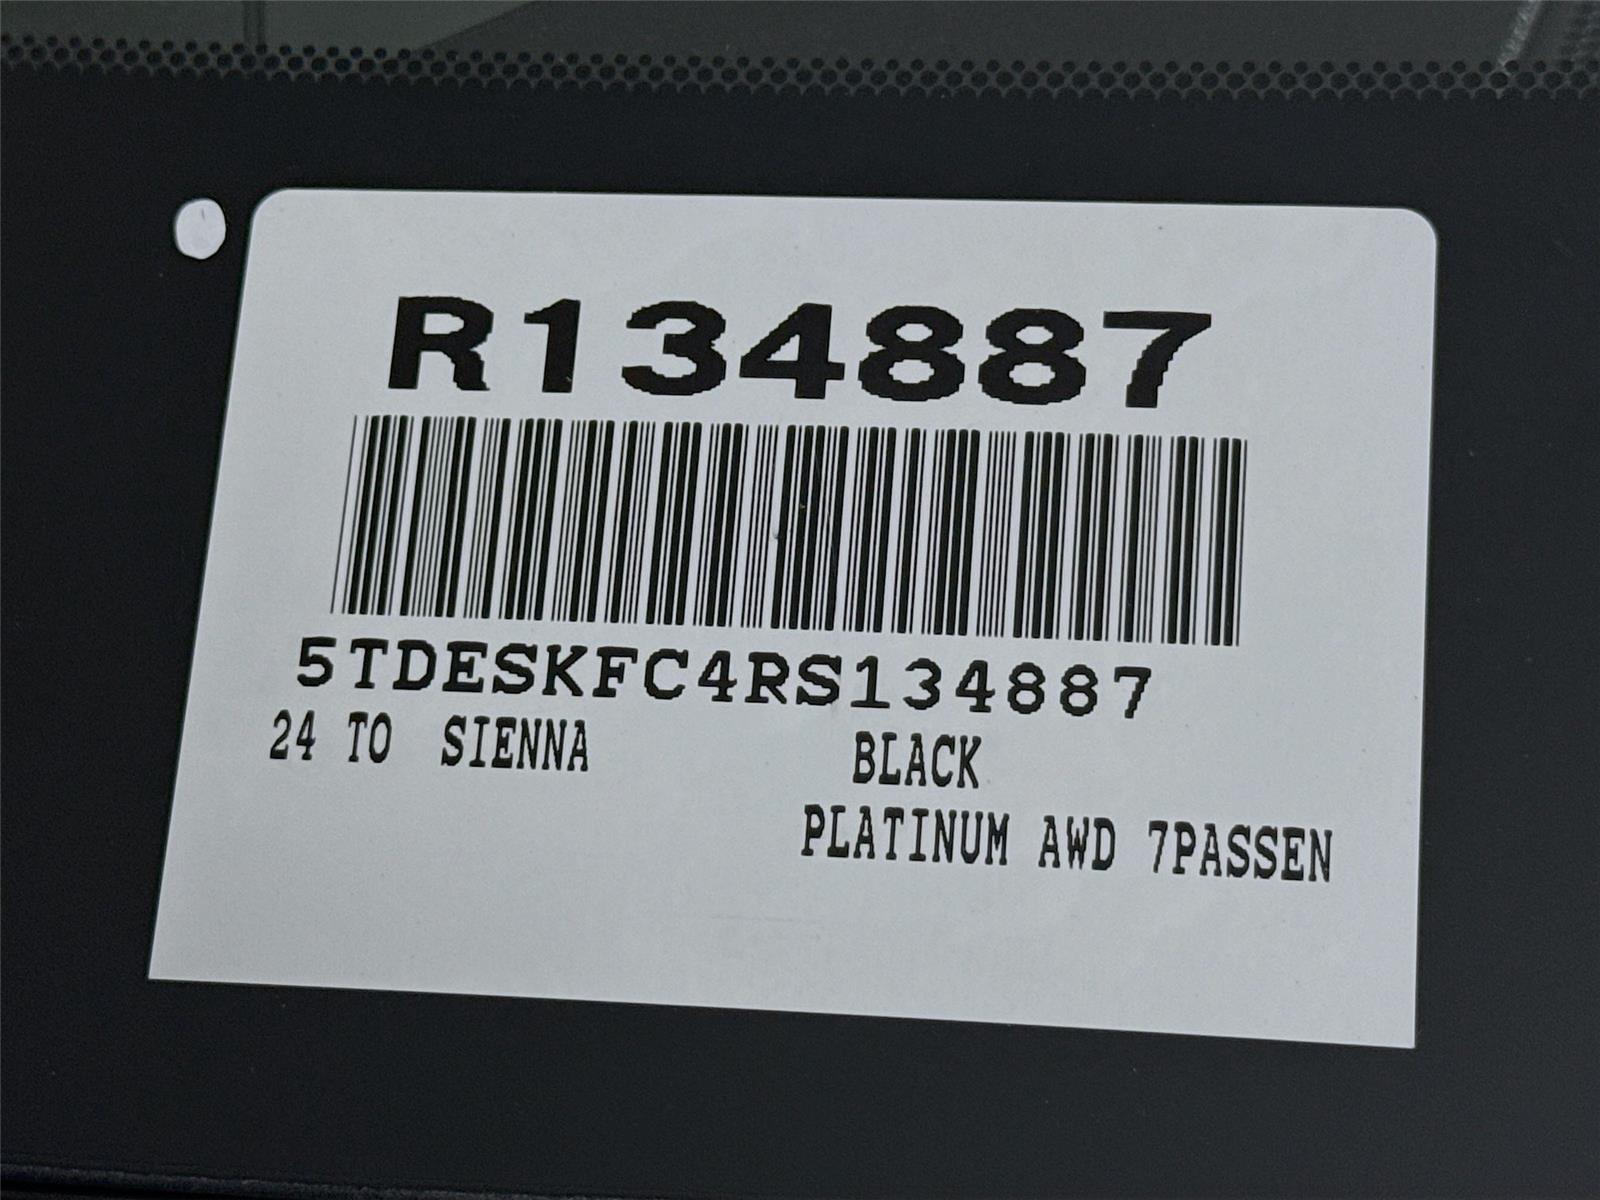 R134887
5TDESKFC4RS134887
24 TO SIENNA BLACK
PLATINUM AWD 7PASSEN